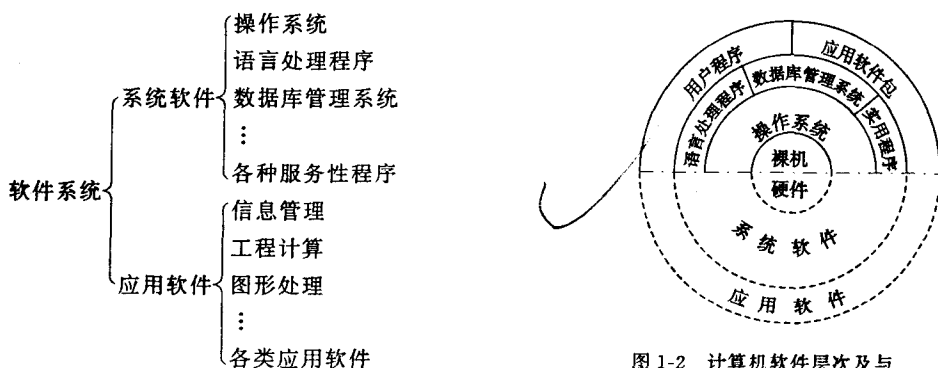 软件系统
系统软件
操作系统
语言处理程序
数据库管理系统
⋮
各种服务性程序
应用软件
信息管理
工程计算
图形处理
⋮
各类应用软件
用户程序
应用软件包
语言处理程序
数据库管理系统
实用程序
操作系统
裸机
硬件
系统软件
应用软件
图1-2 计算机软件层次及与